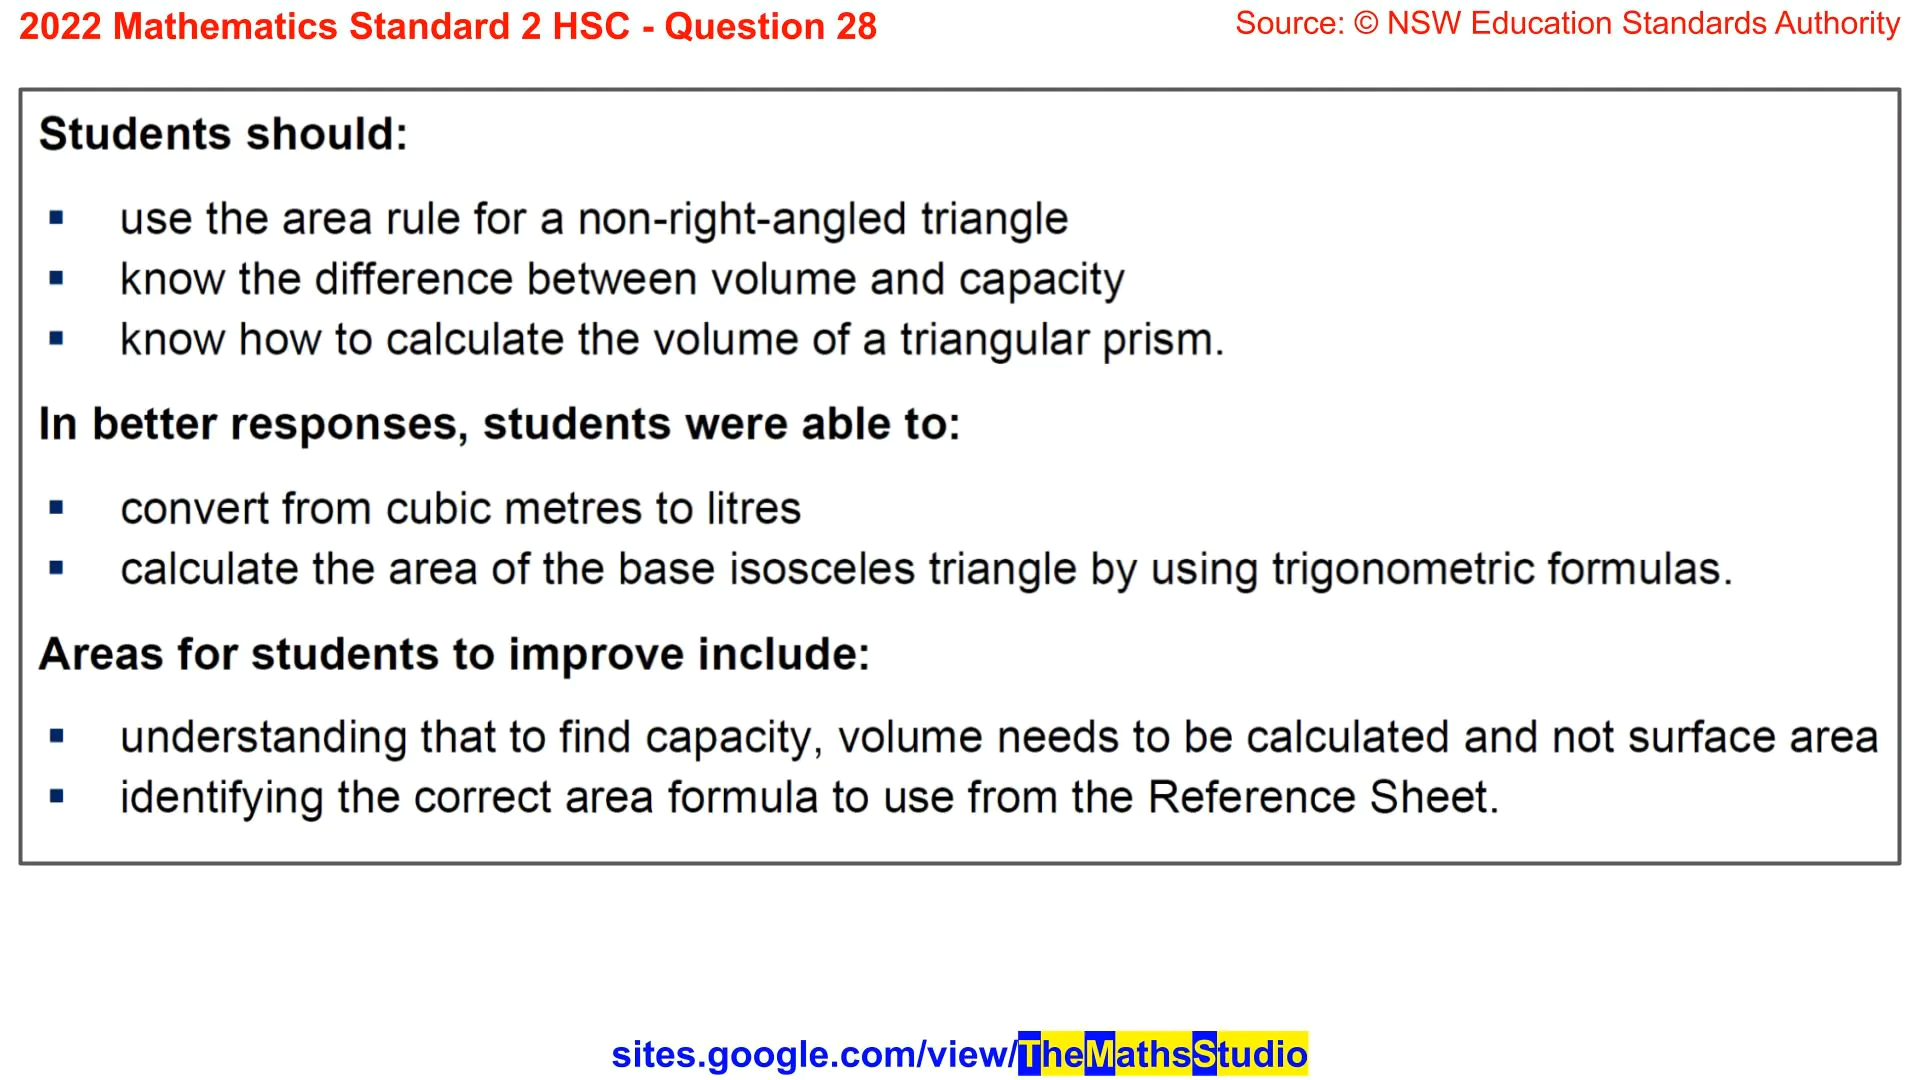 2022 Mathematics Standard 2 HSC - Question 28
Source: © NSW Education Standards Authority
Students should:
▪ use the area rule for a non-right-angled triangle
▪ know the difference between volume and capacity
▪ know how to calculate the volume of a triangular prism.
In better responses, students were able to:
▪ convert from cubic metres to litres
▪ calculate the area of the base isosceles triangle by using trigonometric formulas.
Areas for students to improve include:
▪ understanding that to find capacity, volume needs to be calculated and not surface area
▪ identifying the correct area formula to use from the Reference Sheet.
sites.google.com/view/TheMathsStudio